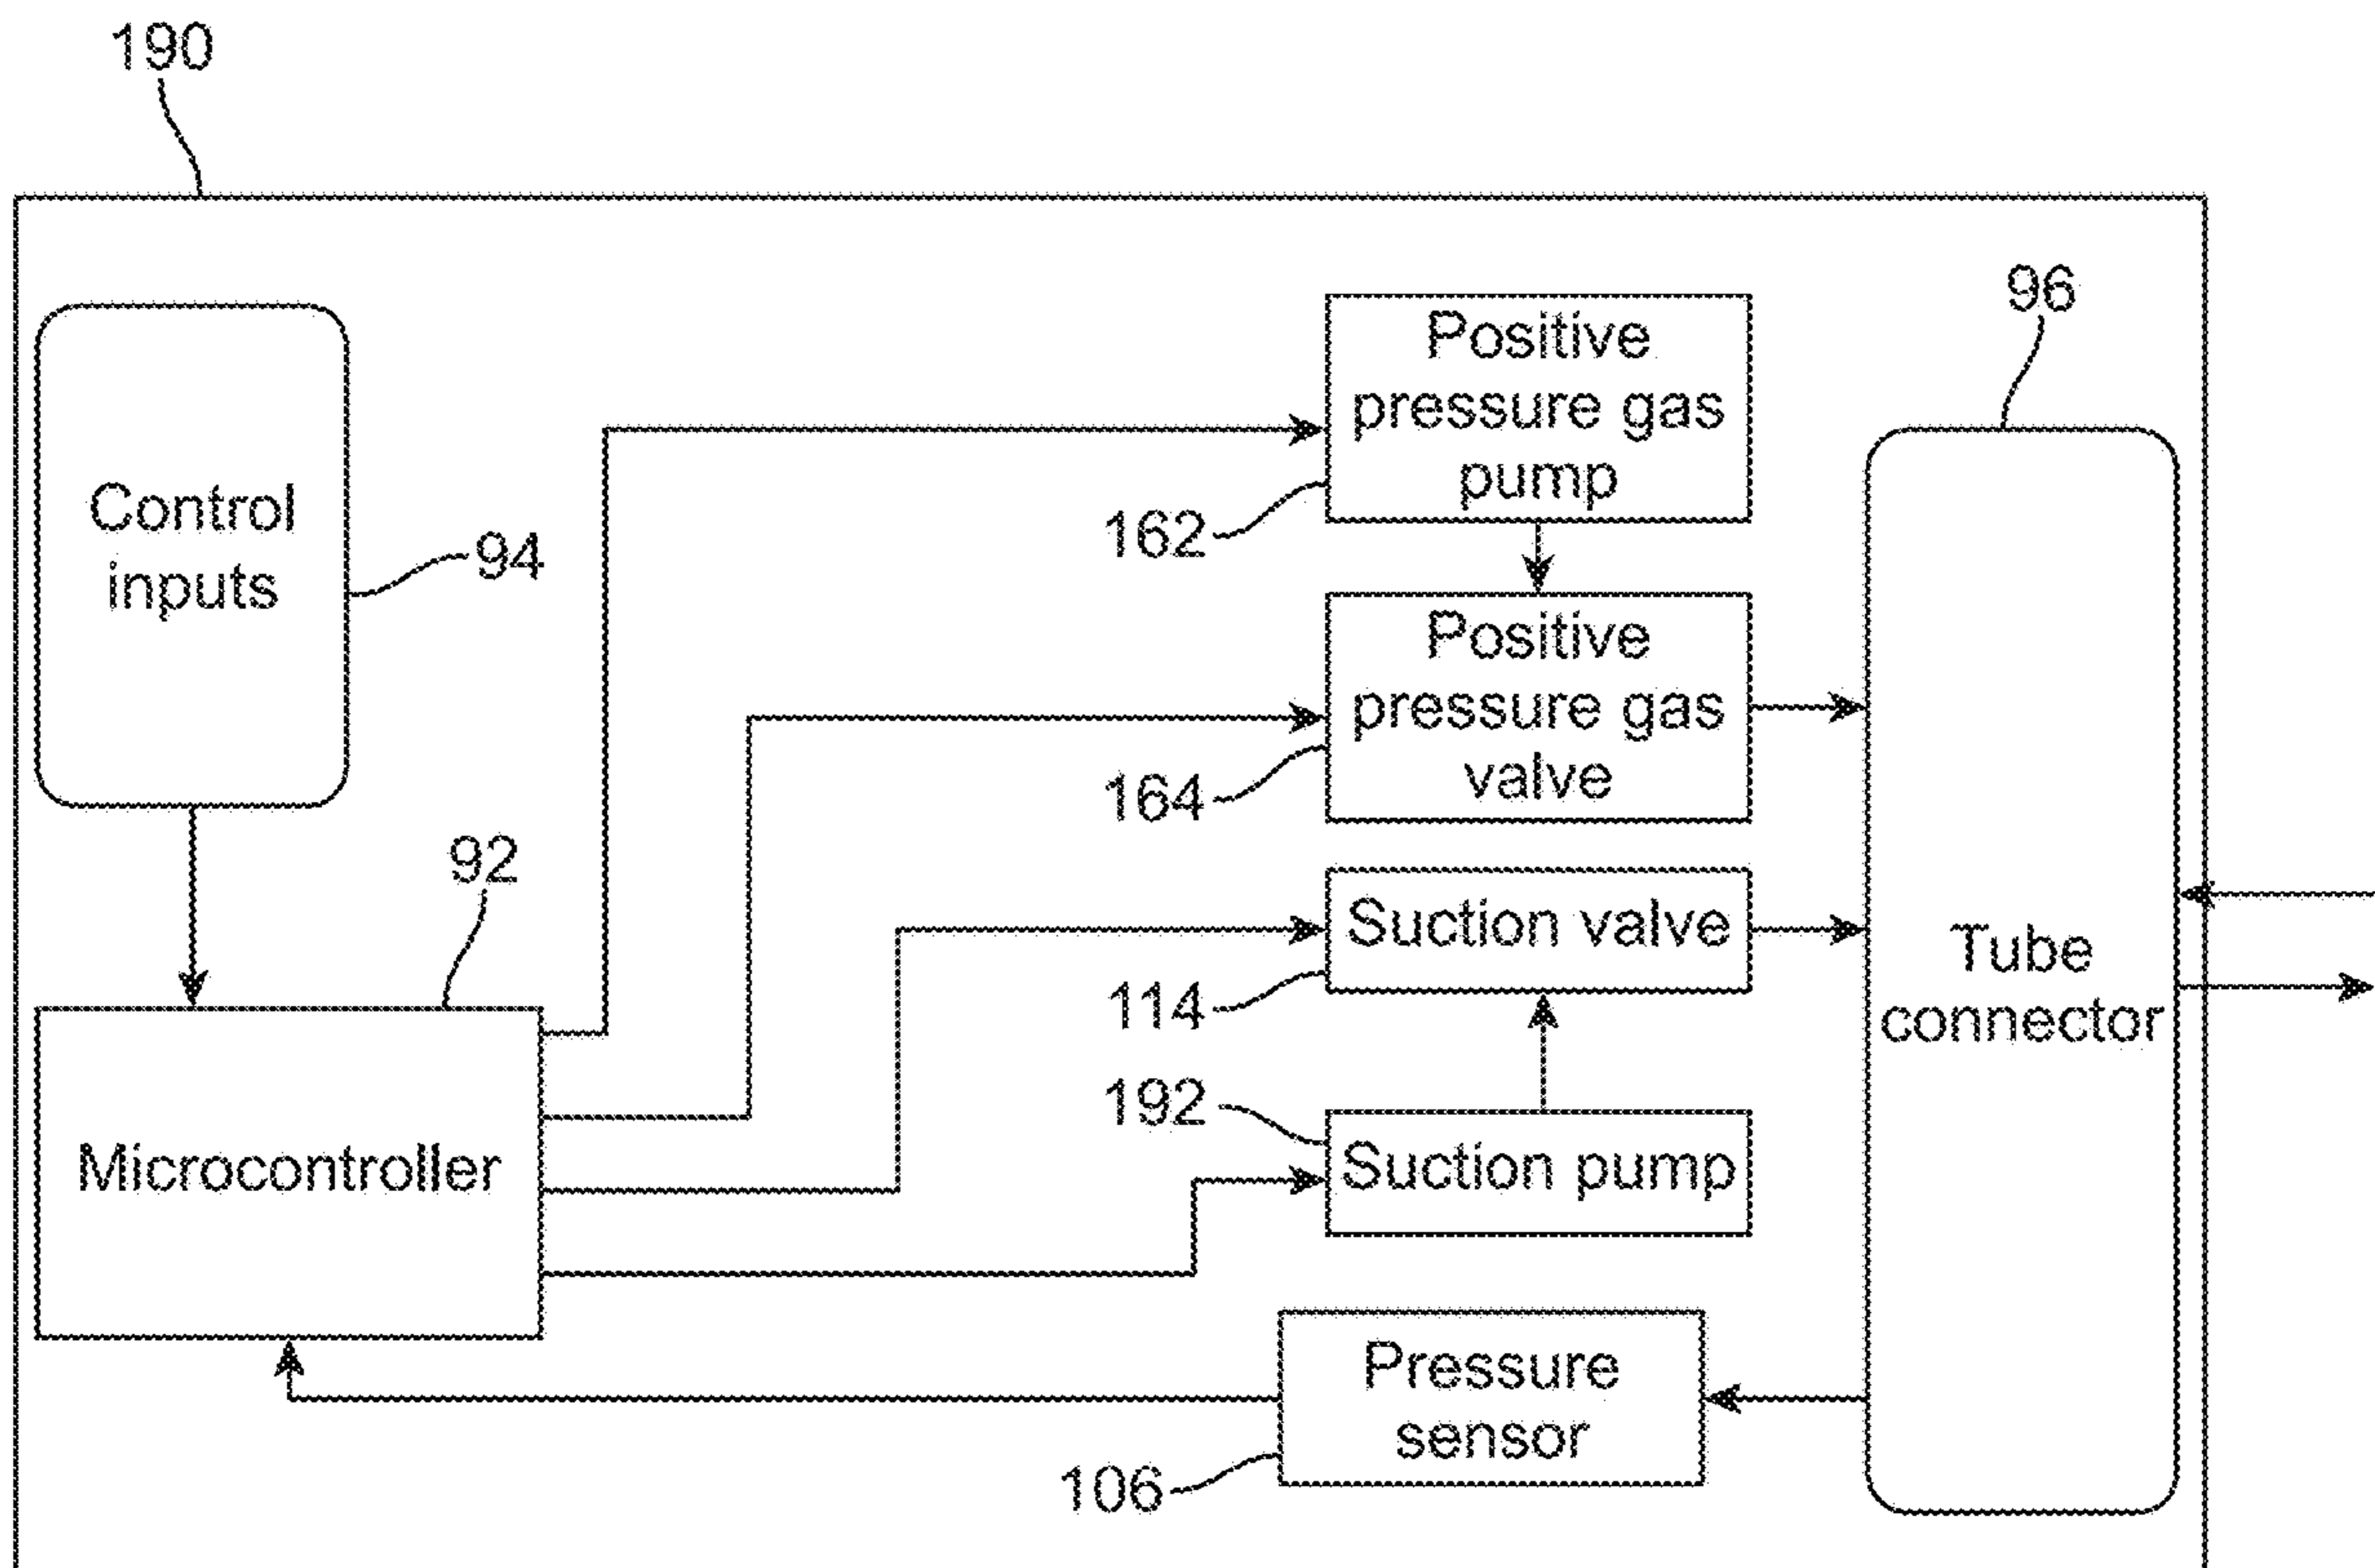 190
96
Positive
pressure gas
pump
162
Control
inputs
94
Positive
pressure gas
valve
164
92
Suction valve
114
Tube
connector
192
Microcontroller
Suction pump
Pressure
sensor
106